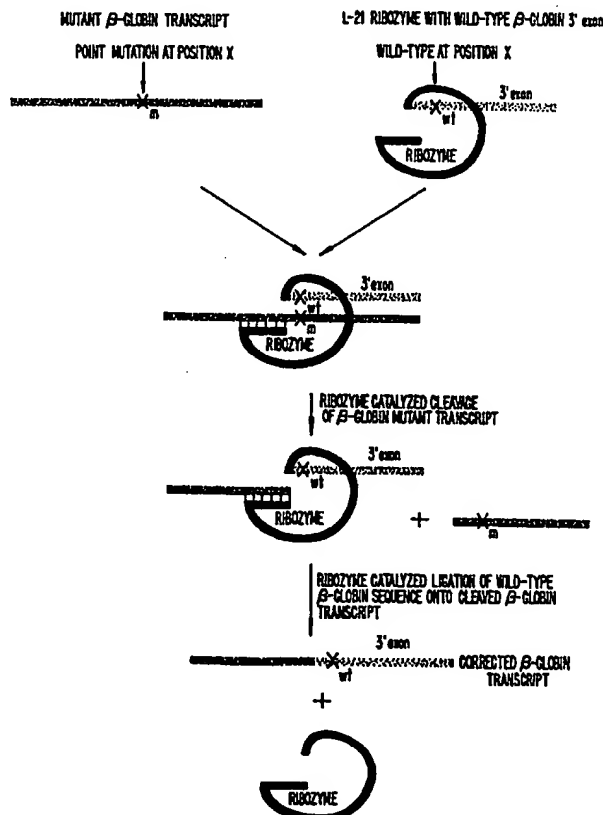 MUTANT β-GLOBIN TRANSCRIPT
POINT MUTATION AT POSITION X
m
L-21 RIBOZYME WITH WILD-TYPE β-GLOBIN 3' exon
WILD-TYPE AT POSITION X
3' exon
wt
RIBOZYME
3' exon
wt
m
RIBOZYME
RIBOZYME CATALYZED CLEAVAGE
OF β-GLOBIN MUTANT TRANSCRIPT
3' exon
wt
RIBOZYME
+
m
RIBOZYME CATALYZED LIGATION OF WILD-TYPE
β-GLOBIN SEQUENCE ONTO CLEAVED β-GLOBIN
TRANSCRIPT
3' exon
wt
CORRECTED β-GLOBIN
TRANSCRIPT
+
RIBOZYME